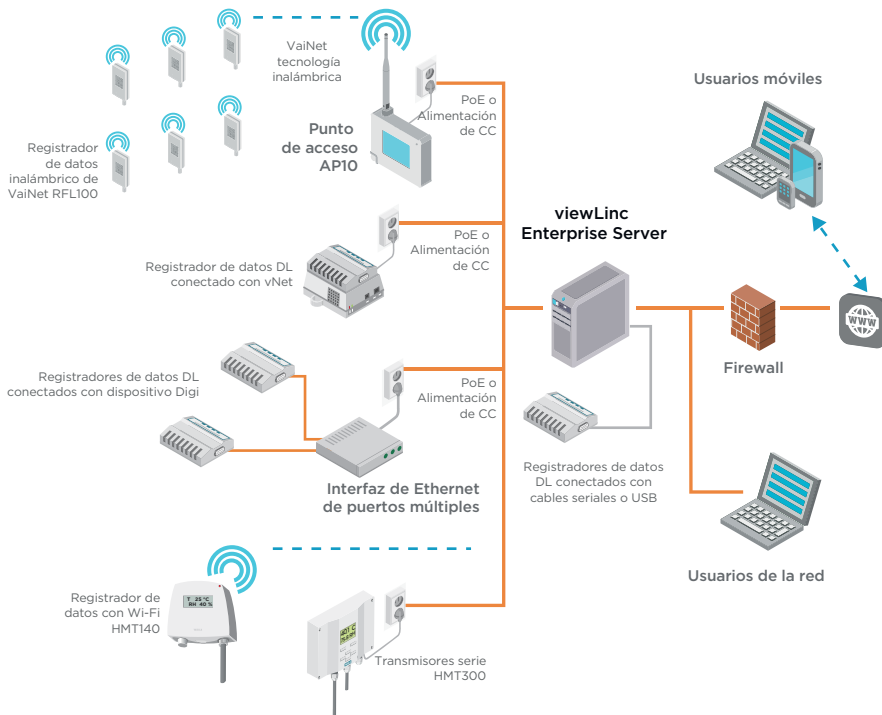 VaiNet
tecnología
inalámbrica
Registrador
de datos
inalámbrico de
VaiNet RFL100
Punto
de acceso
AP10
PoE o
Alimentación
de CC
Registrador de datos DL
conectado con vNet
PoE o
Alimentación
de CC
Registradores de datos DL
conectados con dispositivo Digi
PoE o
Alimentación
de CC
Interfaz de Ethernet
de puertos múltiples
Registrador de
datos con Wi-Fi
HMT140
T 25 °C
RH 40 %
Transmisores serie
HMT300
viewLinc
Enterprise Server
Registradores de datos
DL conectados con
cables seriales o USB
Usuarios móviles
WWW
Firewall
Usuarios de la red